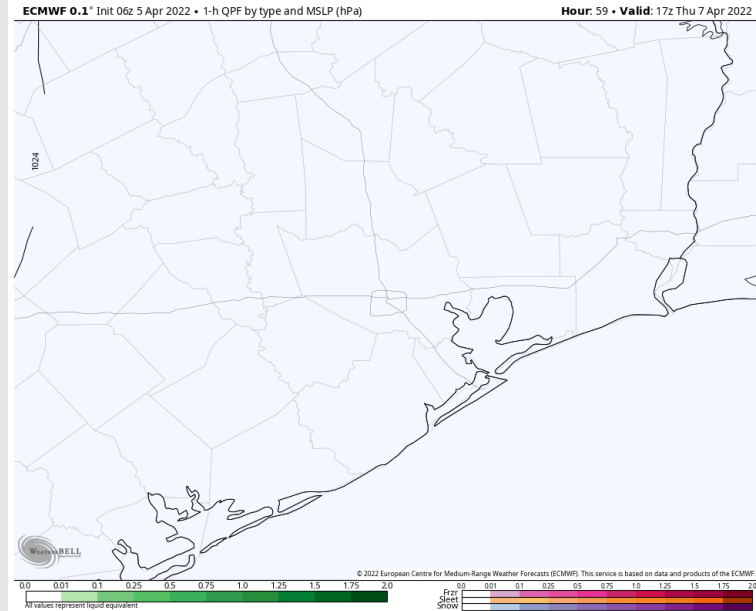 ECMWF 0.1° Init 06z 5 Apr 2022 • 1-h QPF by type and MSLP (hPa)
Hour: 59 • Valid: 17z Thu 7 Apr 2022
1024
WEATHERBELL
© 2022 European Centre for Medium-Range Weather Forecasts (ECMWF). This service is based on data and products of the ECMWF.
0.0 0.01 0.1 0.25 0.5 0.75 1.0 1.25 1.5 1.75 2.0
All values represent liquid equivalent
0.0 0.01 0.1 0.25 0.5 0.75 1 1.25 1.5 1.75 2.0
Frzr
Sleet
Snow